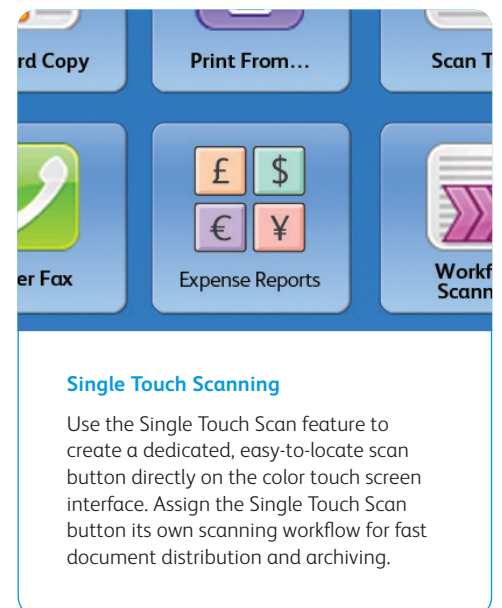 rd Copy
Print From...
Scan T
£ $
€ ¥
er Fax
Expense Reports
Workf
Scann
Single Touch Scanning
Use the Single Touch Scan feature to
create a dedicated, easy-to-locate scan
button directly on the color touch screen
interface. Assign the Single Touch Scan
button its own scanning workflow for fast
document distribution and archiving.